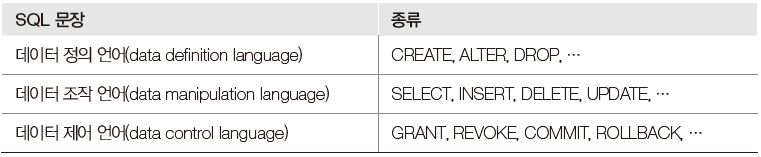 SQL 문장 종류
데이터 정의 언어(data definition language) CREATE, ALTER, DROP, …
데이터 조작 언어(data manipulation language) SELECT, INSERT, DELETE, UPDATE, …
데이터 제어 언어(data control language) GRANT, REVOKE, COMMIT, ROLLBACK, …